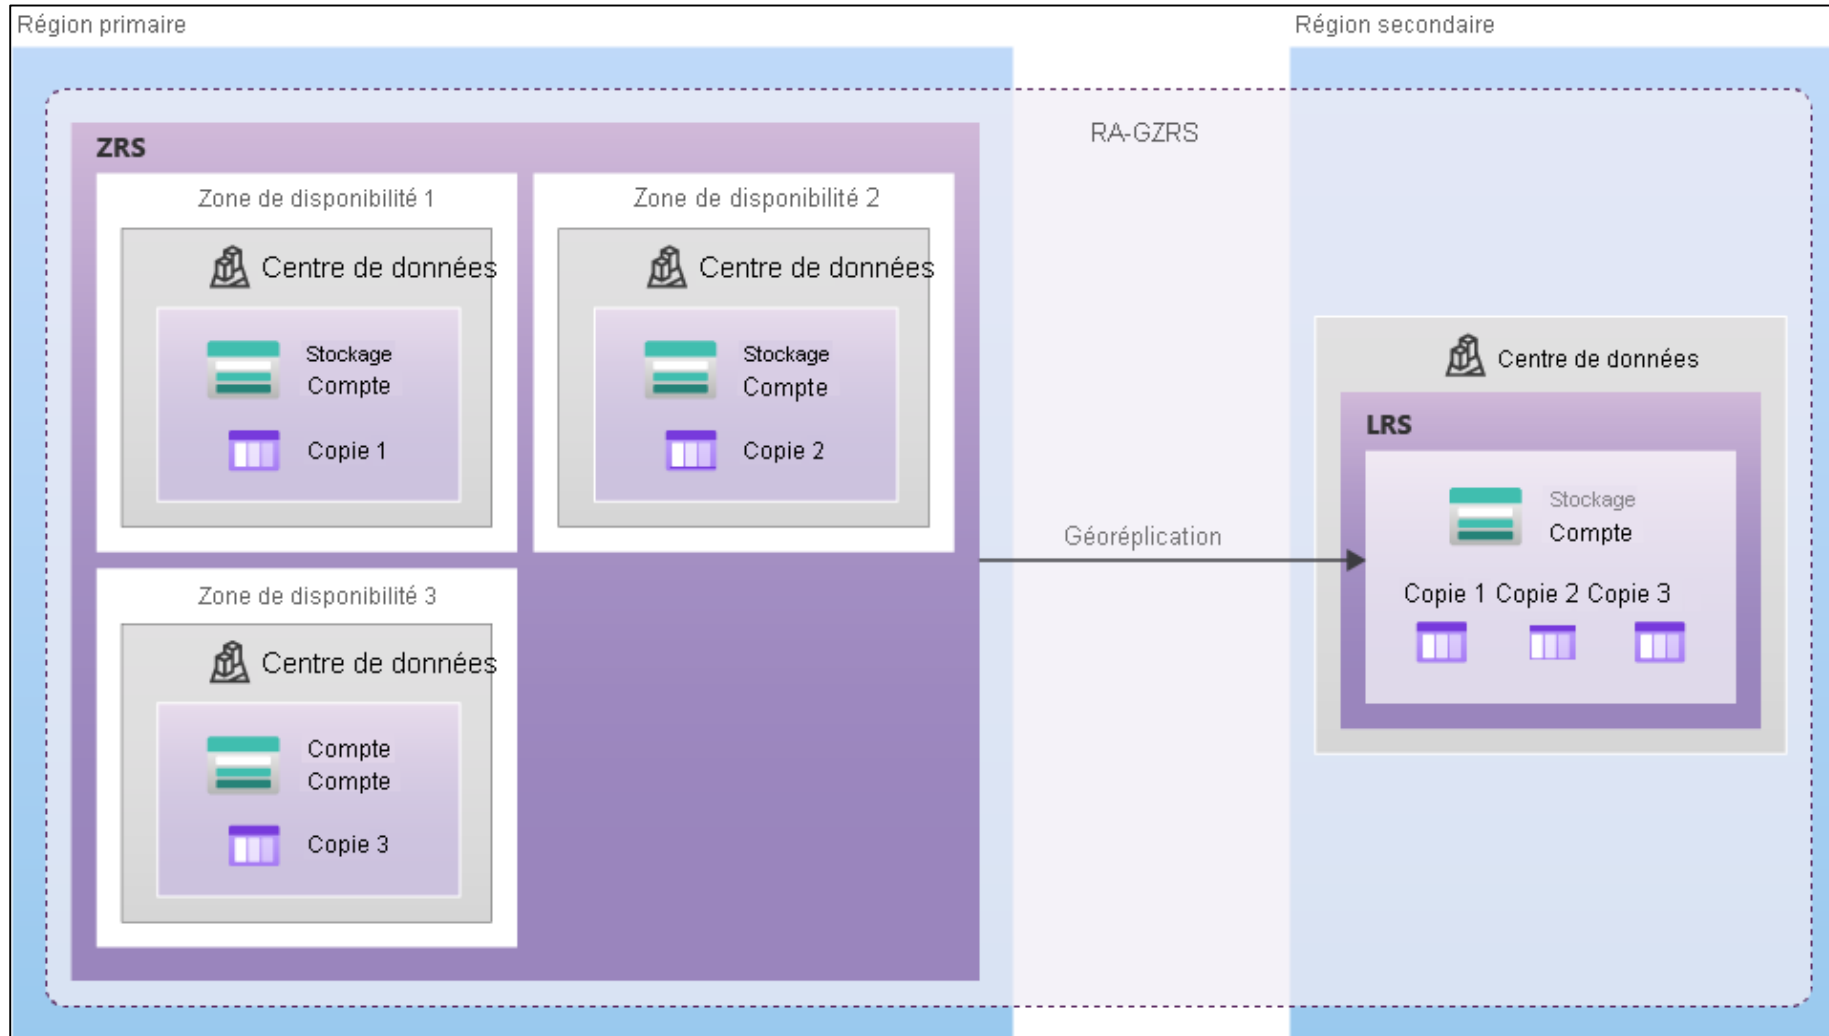 Région primaire
Région secondaire
RA-GZRS
ZRS
Zone de disponibilité 1
Centre de données
Stockage
Compte
Copie 1
Zone de disponibilité 2
Centre de données
Stockage
Compte
Copie 2
Zone de disponibilité 3
Centre de données
Compte
Compte
Copie 3
Géoréplication
Centre de données
LRS
Stockage
Compte
Copie 1 Copie 2 Copie 3